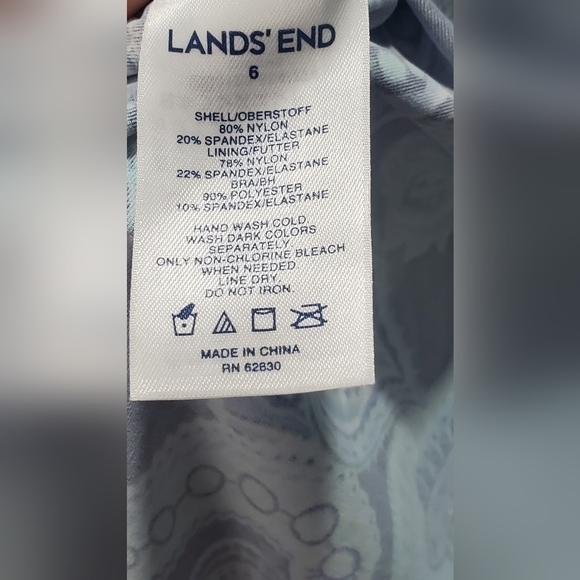 LANDS' END
6
SHELL/OBERSTOFF
80% NYLON
20% SPANDEX/ELASTANE
LINING/FUTTER
78% NYLON
22% SPANDEX/ELASTANE
BRA/BH
90% POLYESTER
10% SPANDEX/ELASTANE
HAND WASH COLD.
WASH DARK COLORS
SEPARATELY.
ONLY NON-CHLORINE BLEACH
WHEN NEEDED.
LINE DRY.
DO NOT IRON.
MADE IN CHINA
RN 62830